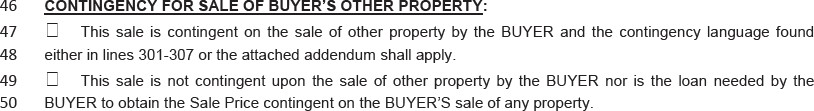 46 CONTINGENCY FOR SALE OF BUYER'S OTHER PROPERTY:
47 ☐ This sale is contingent on the sale of other property by the BUYER and the contingency language found
48 either in lines 301-307 or the attached addendum shall apply.
49 ☐ This sale is not contingent upon the sale of other property by the BUYER nor is the loan needed by the
50 BUYER to obtain the Sale Price contingent on the BUYER'S sale of any property.